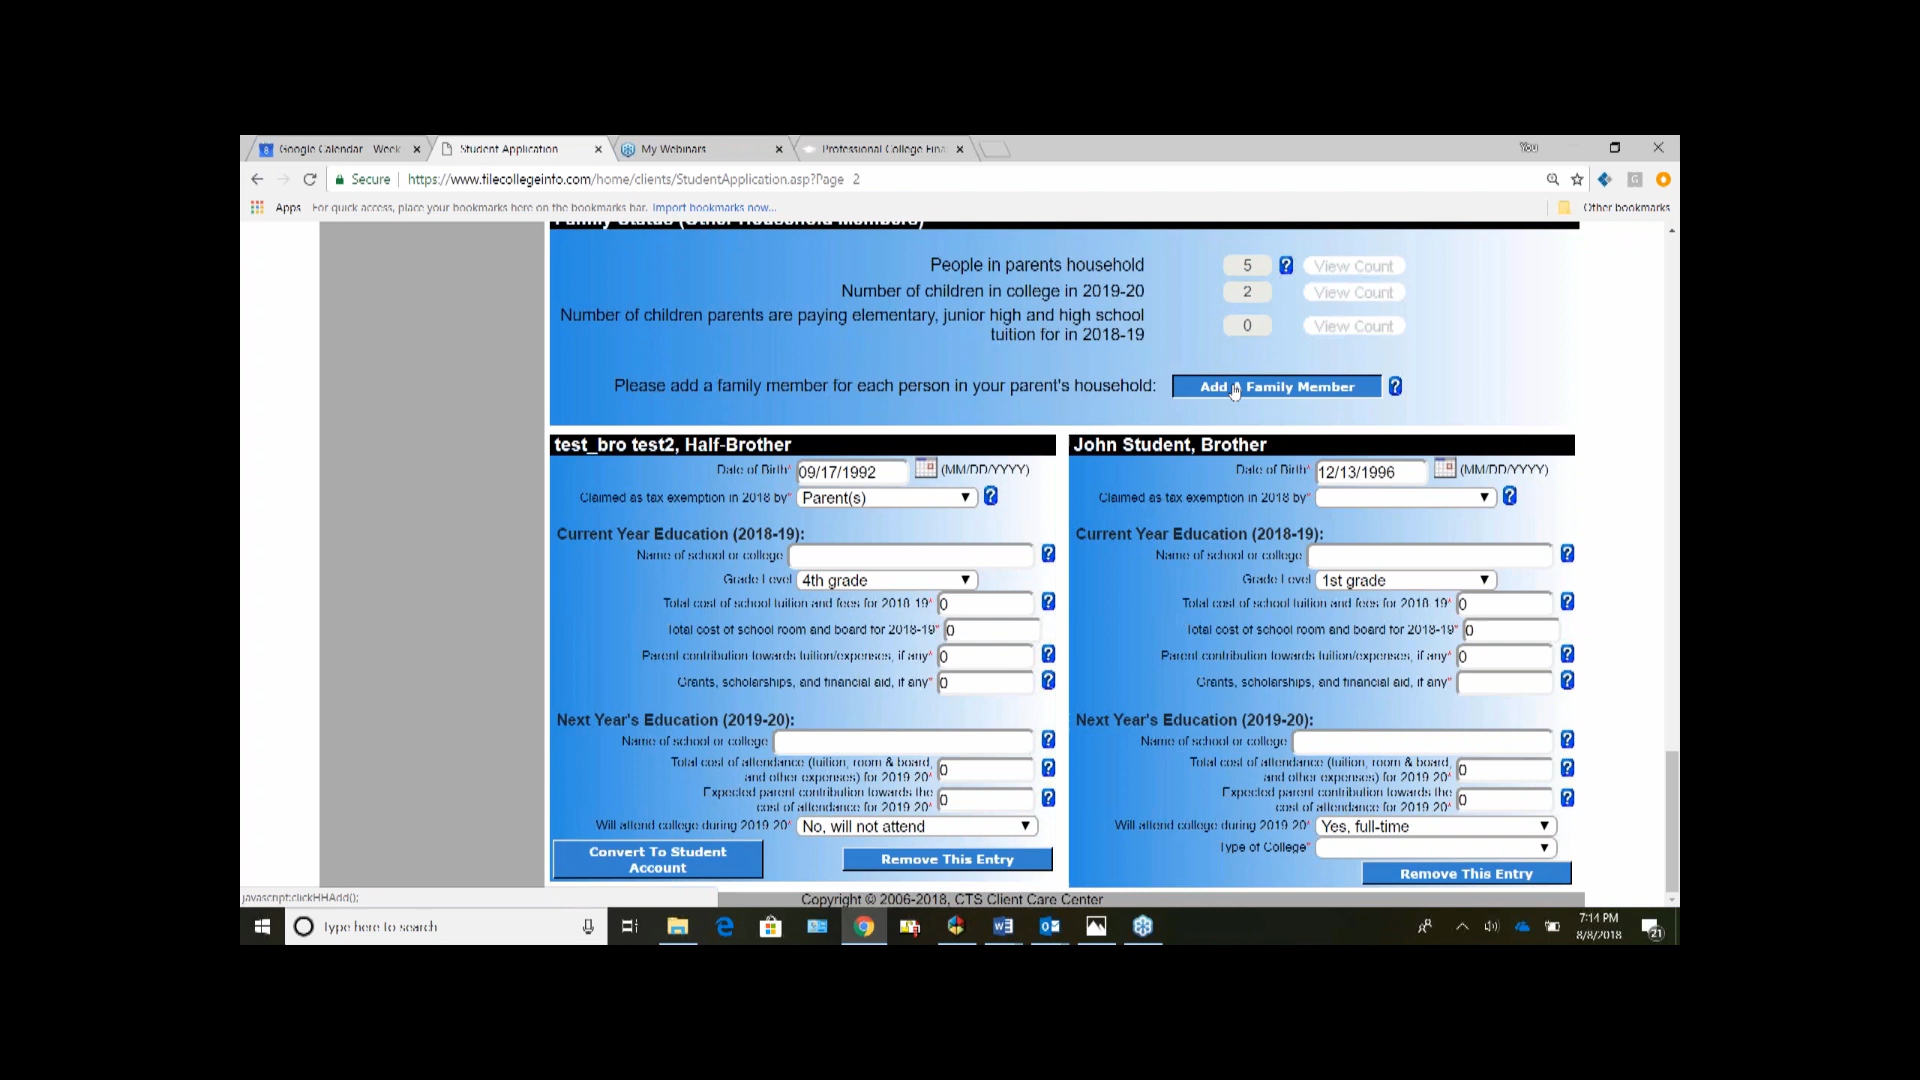 Google Calendar Week
Student Application
My Webinars
Professional College Fina
You
Secure
https://www.filecollegeinfo.com/home/clients/StudentApplication.asp?Page 2
Apps For quick access, place your bookmarks here on the bookmarks bar. Import bookmarks now...
Other bookmarks
Family Status (Other Household Members)
People in parents household 5 ? View Count
Number of children in college in 2019-20 2 View Count
Number of children parents are paying elementary, junior high and high school
tuition for in 2018-19 0 View Count
Please add a family member for each person in your parent's household: Add A Family Member ?
test_bro test2, Half-Brother
Date of Birth* 09/17/1992 (MM/DD/YYYY)
Claimed as tax exemption in 2018 by* Parent(s) ?
Current Year Education (2018-19):
Name of school or college ?
Grade Level 4th grade
Total cost of school tuition and fees for 2018 19* 0 ?
Total cost of school room and board for 2018-19* 0
Parent contribution towards tuition/expenses, if any* 0 ?
Grants, scholarships, and financial aid, if any* 0 ?
Next Year's Education (2019-20):
Name of school or college ?
Total cost of attendance (tuition, room & board,
and other expenses) for 2019 20* 0 ?
Expected parent contribution towards the
cost of attendance for 2019 20* 0 ?
Will attend college during 2019 20* No, will not attend
Convert To Student
Account
Remove This Entry
John Student, Brother
Date of Birth* 12/13/1996 (MM/DD/YYYY)
Claimed as tax exemption in 2018 by* ?
Current Year Education (2018-19):
Name of school or college ?
Grade Level 1st grade
Total cost of school tuition and fees for 2018 19* 0 ?
Total cost of school room and board for 2018-19* 0
Parent contribution towards tuition/expenses, if any* 0 ?
Grants, scholarships, and financial aid, if any* ?
Next Year's Education (2019-20):
Name of school or college ?
Total cost of attendance (tuition, room & board,
and other expenses) for 2019 20* 0 ?
Expected parent contribution towards the
cost of attendance for 2019 20* 0 ?
Will attend college during 2019 20* Yes, full-time
Type of College*
Remove This Entry
javascript:clickHHAdd();
Copyright © 2006-2018, CTS Client Care Center
Type here to search
7:14 PM
8/8/2018
21